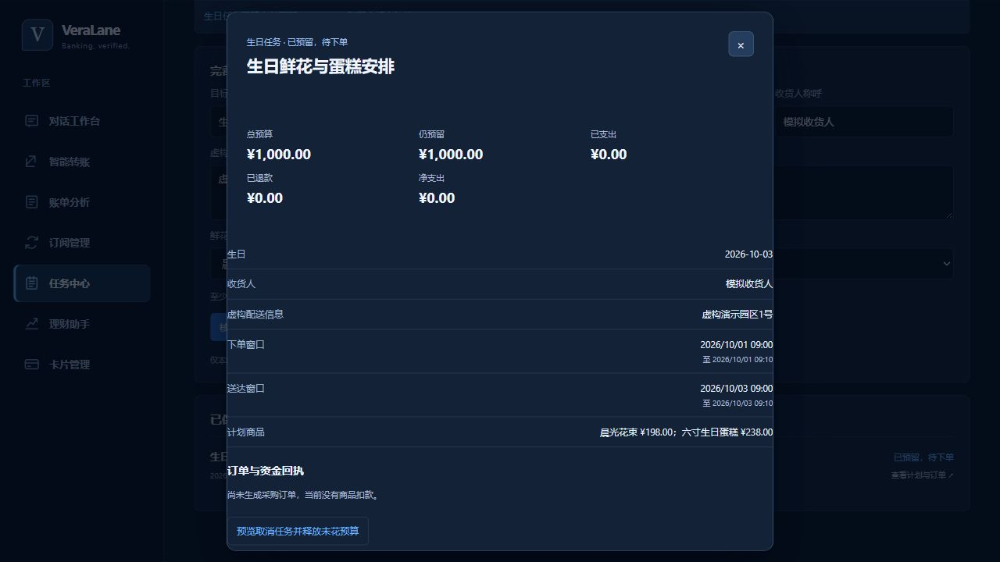 V
VeraLane
Banking, verified.
工作区
对话工作台
智能转账
账单分析
订阅管理
任务中心
理财助手
卡片管理
收货人称呼
模拟收货人
生日任务 · 已预留，待下单
生日鲜花与蛋糕安排
×
总预算
仍预留
已支出
¥1,000.00
¥1,000.00
¥0.00
已退款
净支出
¥0.00
¥0.00
生日
2026-10-03
收货人
模拟收货人
虚构配送信息
虚构演示园区1号
下单窗口
2026/10/01 09:00
至 2026/10/01 09:10
送达窗口
2026/10/03 09:00
至 2026/10/03 09:10
计划商品
晨光花束 ¥198.00；六寸生日蛋糕 ¥238.00
订单与资金回执
尚未生成采购订单，当前没有商品扣款。
预览取消任务并释放未花预算
已预留，待下单
查看计划与订单 ↗